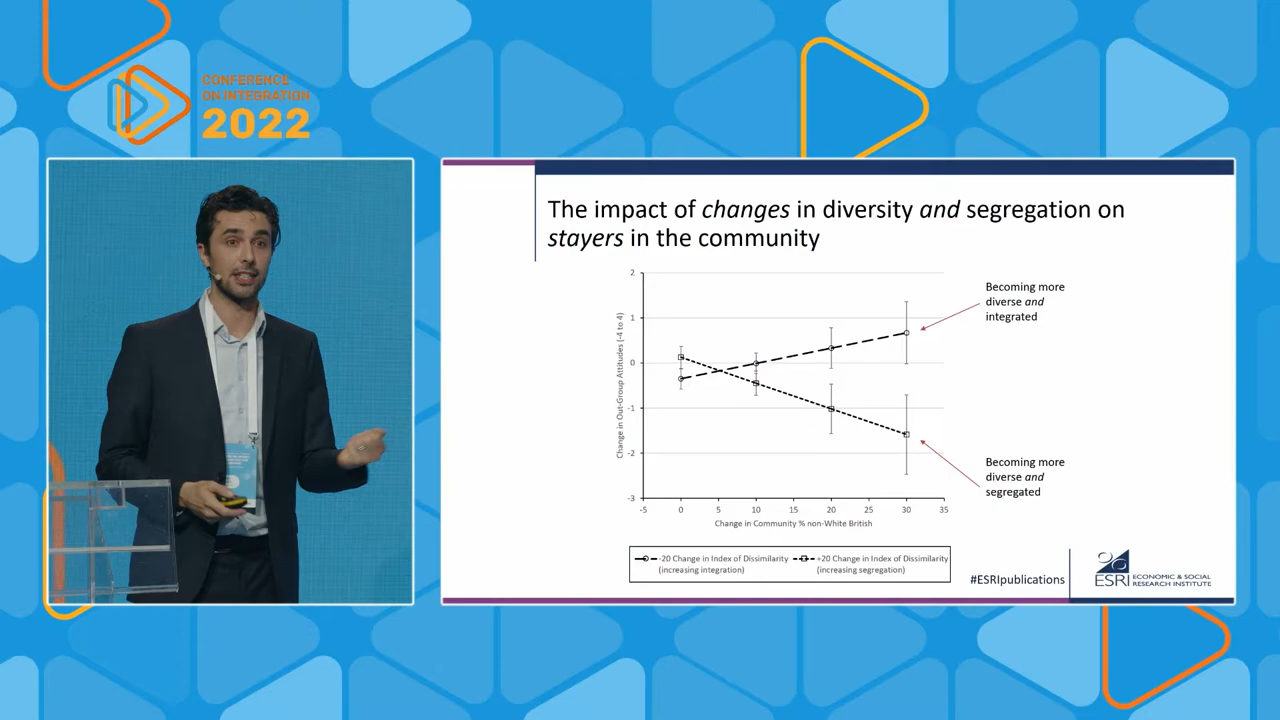 CONFERENCE
ON INTEGRATION
2022
The impact of changes in diversity and segregation on
stayers in the community
Change in Out-Group Attitudes (-4 to 4)
2
1
0
-1
-2
-3
-5 0 5 10 15 20 25 30 35
Change in Community % non-White British
Becoming more
diverse and
integrated
Becoming more
diverse and
segregated
-20 Change in Index of Dissimilarity
(increasing integration)
+20 Change in Index of Dissimilarity
(increasing segregation)
#ESRIpublications
ESRI
ECONOMIC & SOCIAL
RESEARCH INSTITUTE